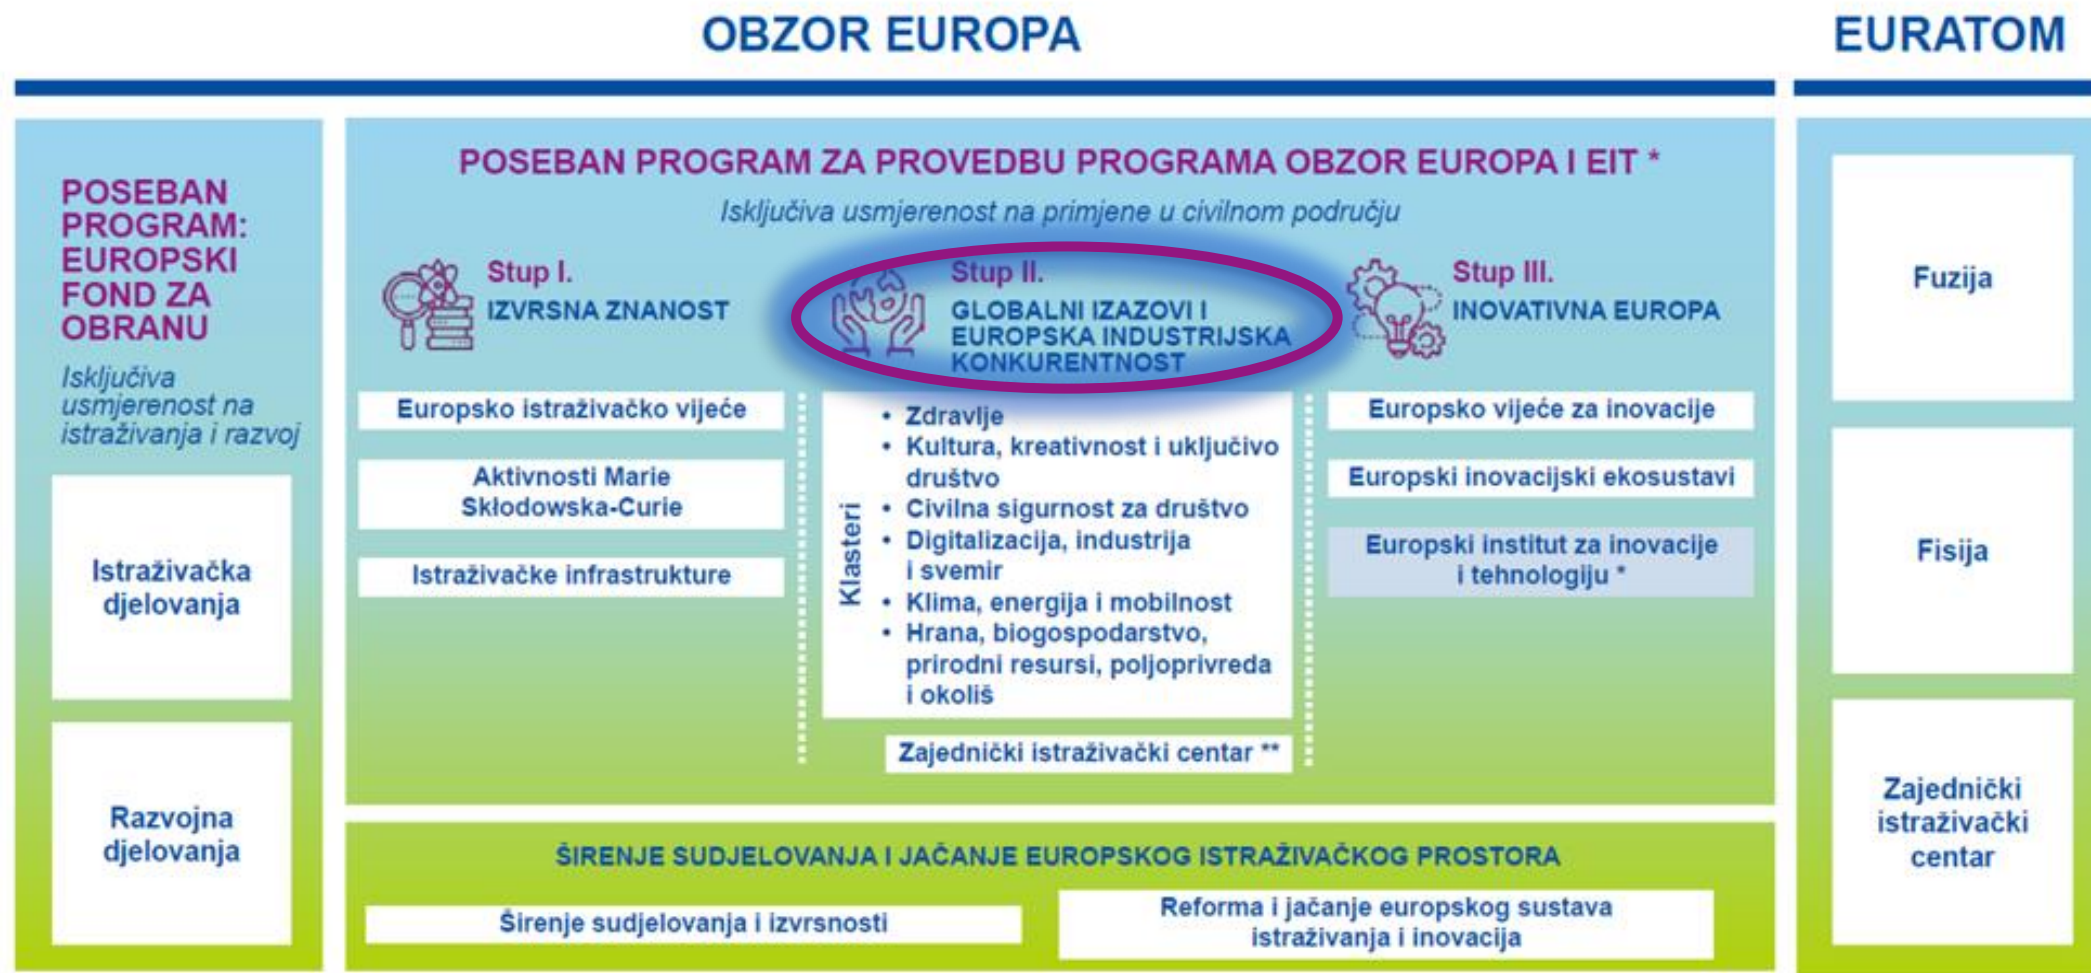 OBZOR EUROPA
EURATOM
POSEBAN
PROGRAM:
EUROPSKI
FOND ZA
OBRANU
Isključiva
usmjerenost na
istraživanja i razvoj
Istraživačka
djelovanja
Razvojna
djelovanja
POSEBAN PROGRAM ZA PROVEDBU PROGRAMA OBZOR EUROPA I EIT *
Isključiva usmjerenost na primjene u civilnom području
Stup I.
IZVRSNA ZNANOST
Europsko istraživačko vijeće
Aktivnosti Marie
Skłodowska-Curie
Istraživačke infrastrukture
Stup II.
GLOBALNI IZAZOVI I
EUROPSKA INDUSTRIJSKA
KONKURENTNOST
Klasteri
• Zdravlje
• Kultura, kreativnost i uključivo
društvo
• Civilna sigurnost za društvo
• Digitalizacija, industrija
i svemir
• Klima, energija i mobilnost
• Hrana, biogospodarstvo,
prirodni resursi, poljoprivreda
i okoliš
Zajednički istraživački centar **
Stup III.
INOVATIVNA EUROPA
Europsko vijeće za inovacije
Europski inovacijski ekosustavi
Europski institut za inovacije
i tehnologiju *
ŠIRENJE SUDJELOVANJA I JAČANJE EUROPSKOG ISTRAŽIVAČKOG PROSTORA
Širenje sudjelovanja i izvrsnosti
Reforma i jačanje europskog sustava
istraživanja i inovacija
Fuzija
Fisija
Zajednički
istraživački
centar